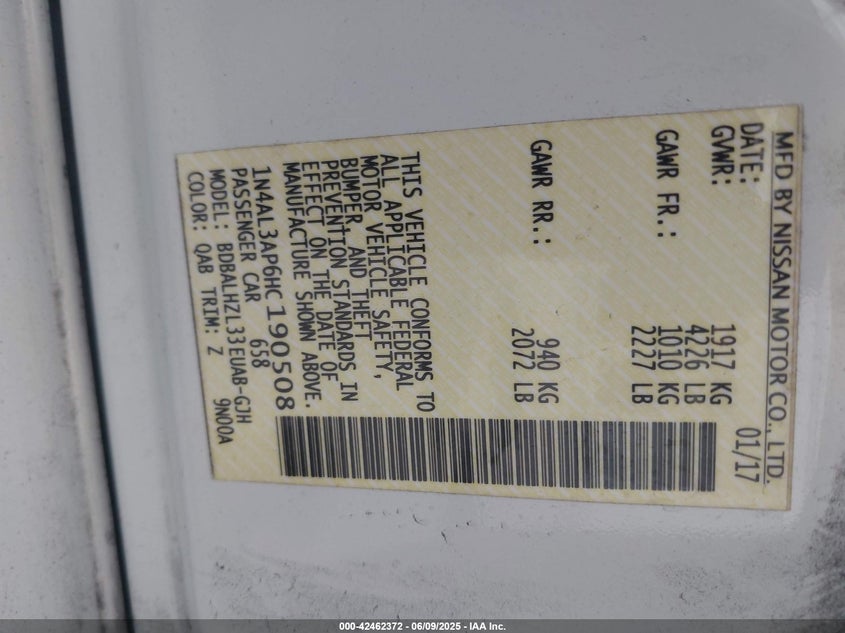 MFD BY NISSAN MOTOR CO., LTD.
DATE: 01/17
GVWR: 1917 KG
4226 LB
GAWR FR.: 1010 KG
2227 LB
GAWR RR.: 940 KG
2072 LB
THIS VEHICLE CONFORMS TO
ALL APPLICABLE FEDERAL
MOTOR VEHICLE SAFETY,
BUMPER, AND THEFT
PREVENTION STANDARDS IN
EFFECT ON THE DATE OF
MANUFACTURE SHOWN ABOVE.
1N4AL3AP6HC190508
PASSENGER CAR 658
MODEL: BDBALHZL33EUAB-GJH
COLOR: QAB TRIM: Z 9N00A
000-42462372 / 06/09/2025 - IAA Inc.